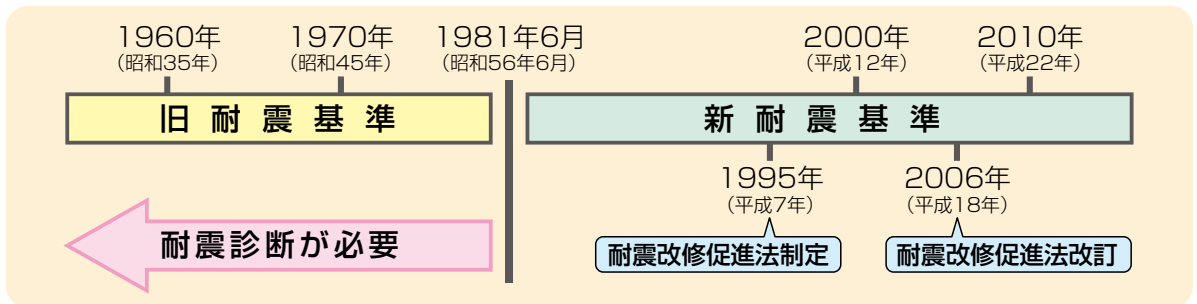 1960年
(昭和35年)
1970年
(昭和45年)
1981年6月
(昭和56年6月)
2000年
(平成12年)
2010年
(平成22年)
旧耐震基準
新耐震基準
1995年
(平成7年)
2006年
(平成18年)
耐震診断が必要
耐震改修促進法制定
耐震改修促進法改訂